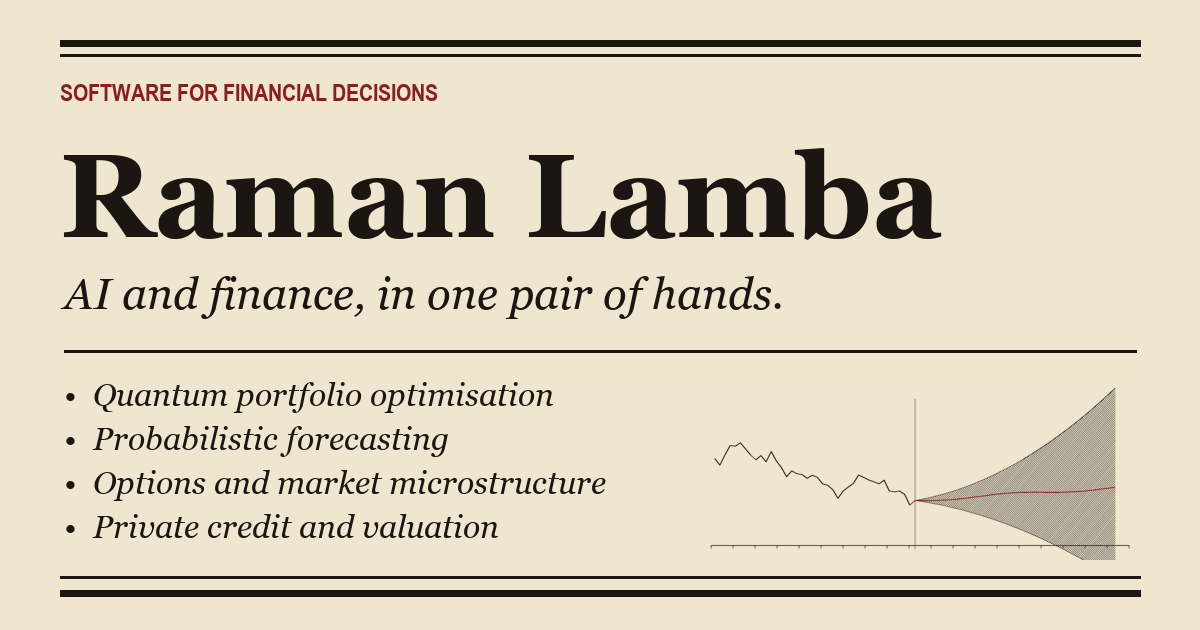 SOFTWARE FOR FINANCIAL DECISIONS
Raman Lamba
AI and finance, in one pair of hands.
• Quantum portfolio optimisation
• Probabilistic forecasting
• Options and market microstructure
• Private credit and valuation